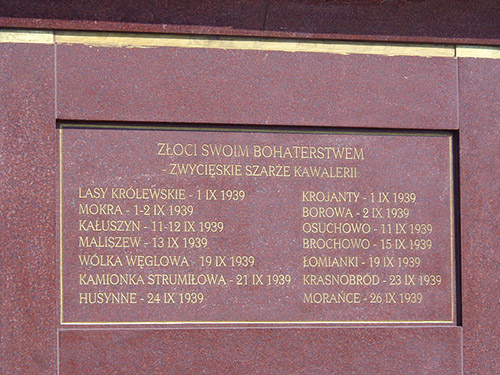 ZŁOCI SWOIM BOHATERSTWEM
- ZWYCIĘSKIE SZARŻE KAWALERII
LASY KRÓLEWSKIE - 1 IX 1939
MOKRA - 1-2 IX 1939
KAŁUSZYN - 11-12 IX 1939
MALISZEW - 13 IX 1939
WÓLKA WĘGLOWA - 19 IX 1939
KAMIONKA STRUMIŁOWA - 21 IX 1939
HUSYNNE - 24 IX 1939
KROJANTY - 1 IX 1939
BOROWA - 2 IX 1939
OSUCHOWO - 11 IX 1939
BROCHOWO - 15 IX 1939
ŁOMIANKI - 19 IX 1939
KRASNOBRÓD - 23 IX 1939
MORAŃCE - 26 IX 1939